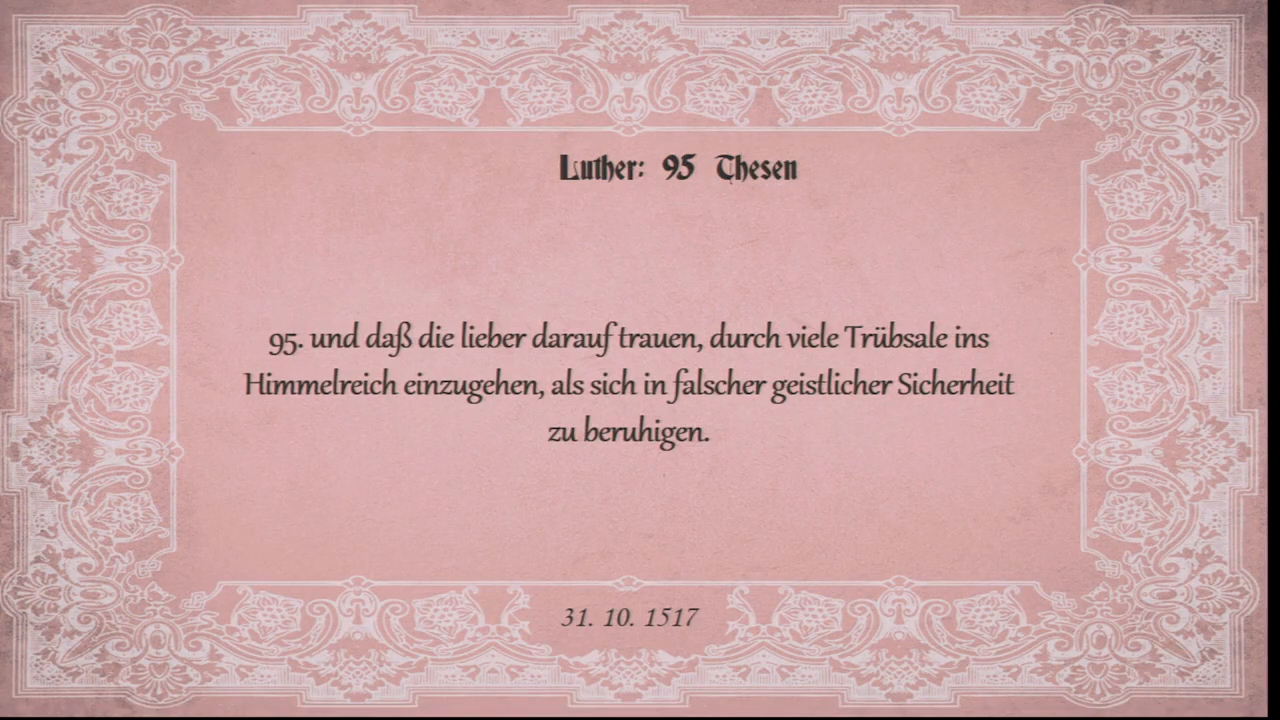 Luther: 95 Thesen
95. und daß die lieber darauf trauen, durch viele Trübsale ins
Himmelreich einzugehen, als sich in falscher geistlicher Sicherheit
zu beruhigen.
31. 10. 1517